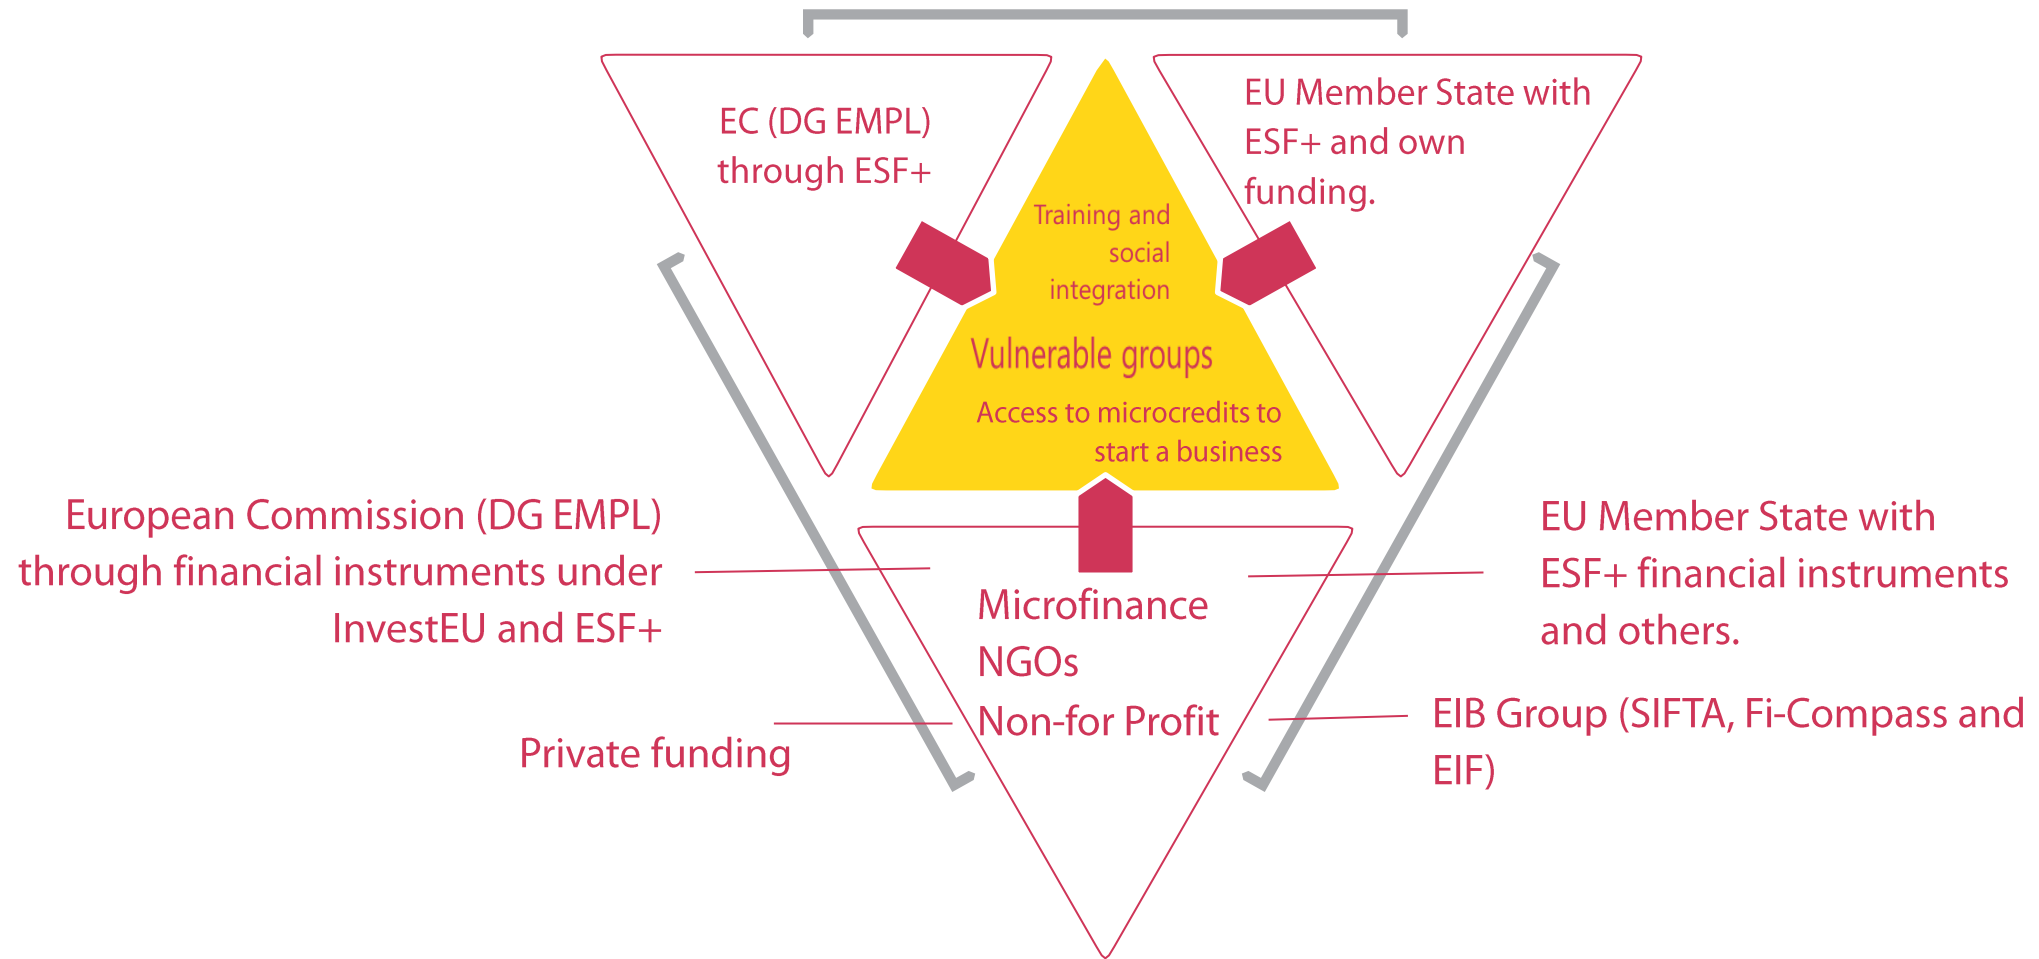 EC (DG EMPL)
through ESF+
EU Member State with
ESF+ and own
funding.
Training and
social
integration
Vulnerable groups
Access to microcredits to
start a business
European Commission (DG EMPL)
through financial instruments under
InvestEU and ESF+
Private funding
Microfinance
NGOs
Non-for Profit
EU Member State with
ESF+ financial instruments
and others.
EIB Group (SIFTA, Fi-Compass and
EIF)